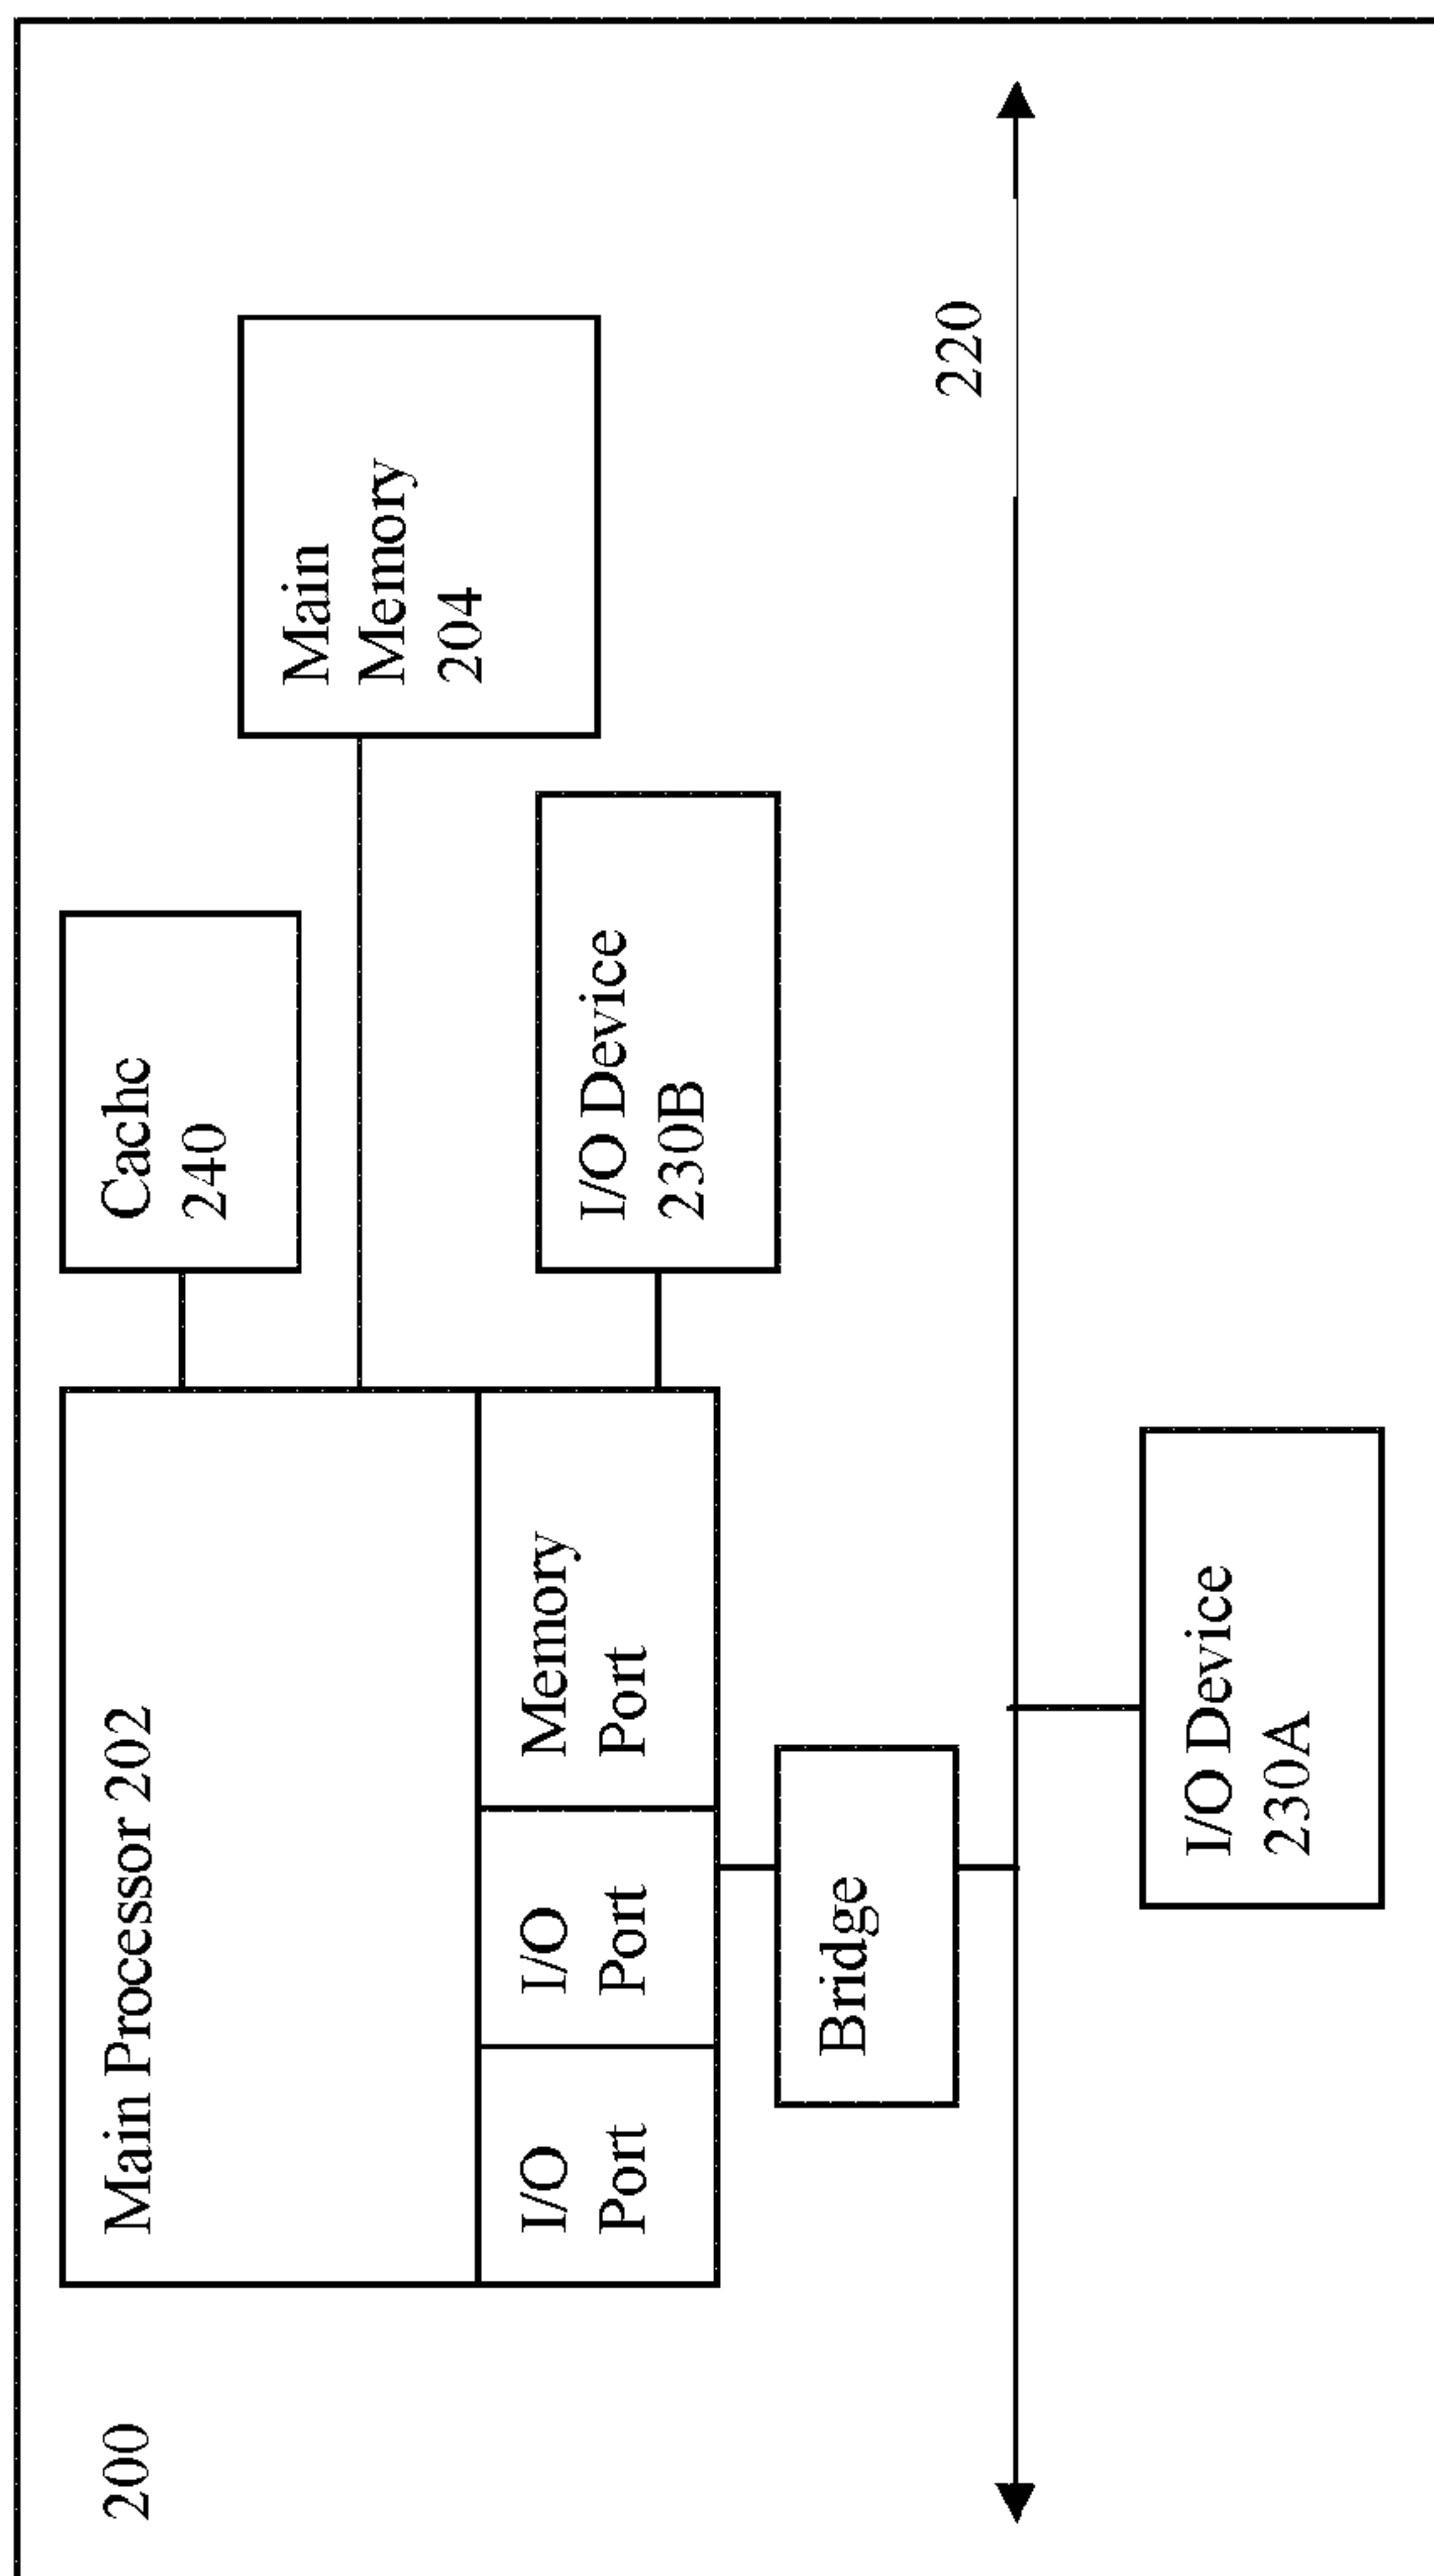 200
Main Processor 202
I/O
Port
I/O
Port
Memory
Port
Cache
240
Main
Memory
204
I/O Device
230B
Bridge
220
I/O Device
230A